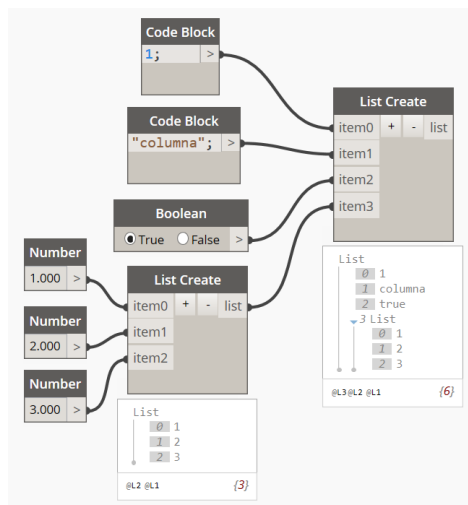 Code Block
1; >
Code Block
"columna"; >
Boolean
True False >
Number
1.000 >
Number
2.000 >
Number
3.000 >
List Create
item0 + - list
item1
item2
List
0 1
1 2
2 3
@L2 @L1 {3}
List Create
item0 + - list
item1
item2
item3
List
0 1
1 columna
2 true
3 List
0 1
1 2
2 3
@L3 @L2 @L1 {6}